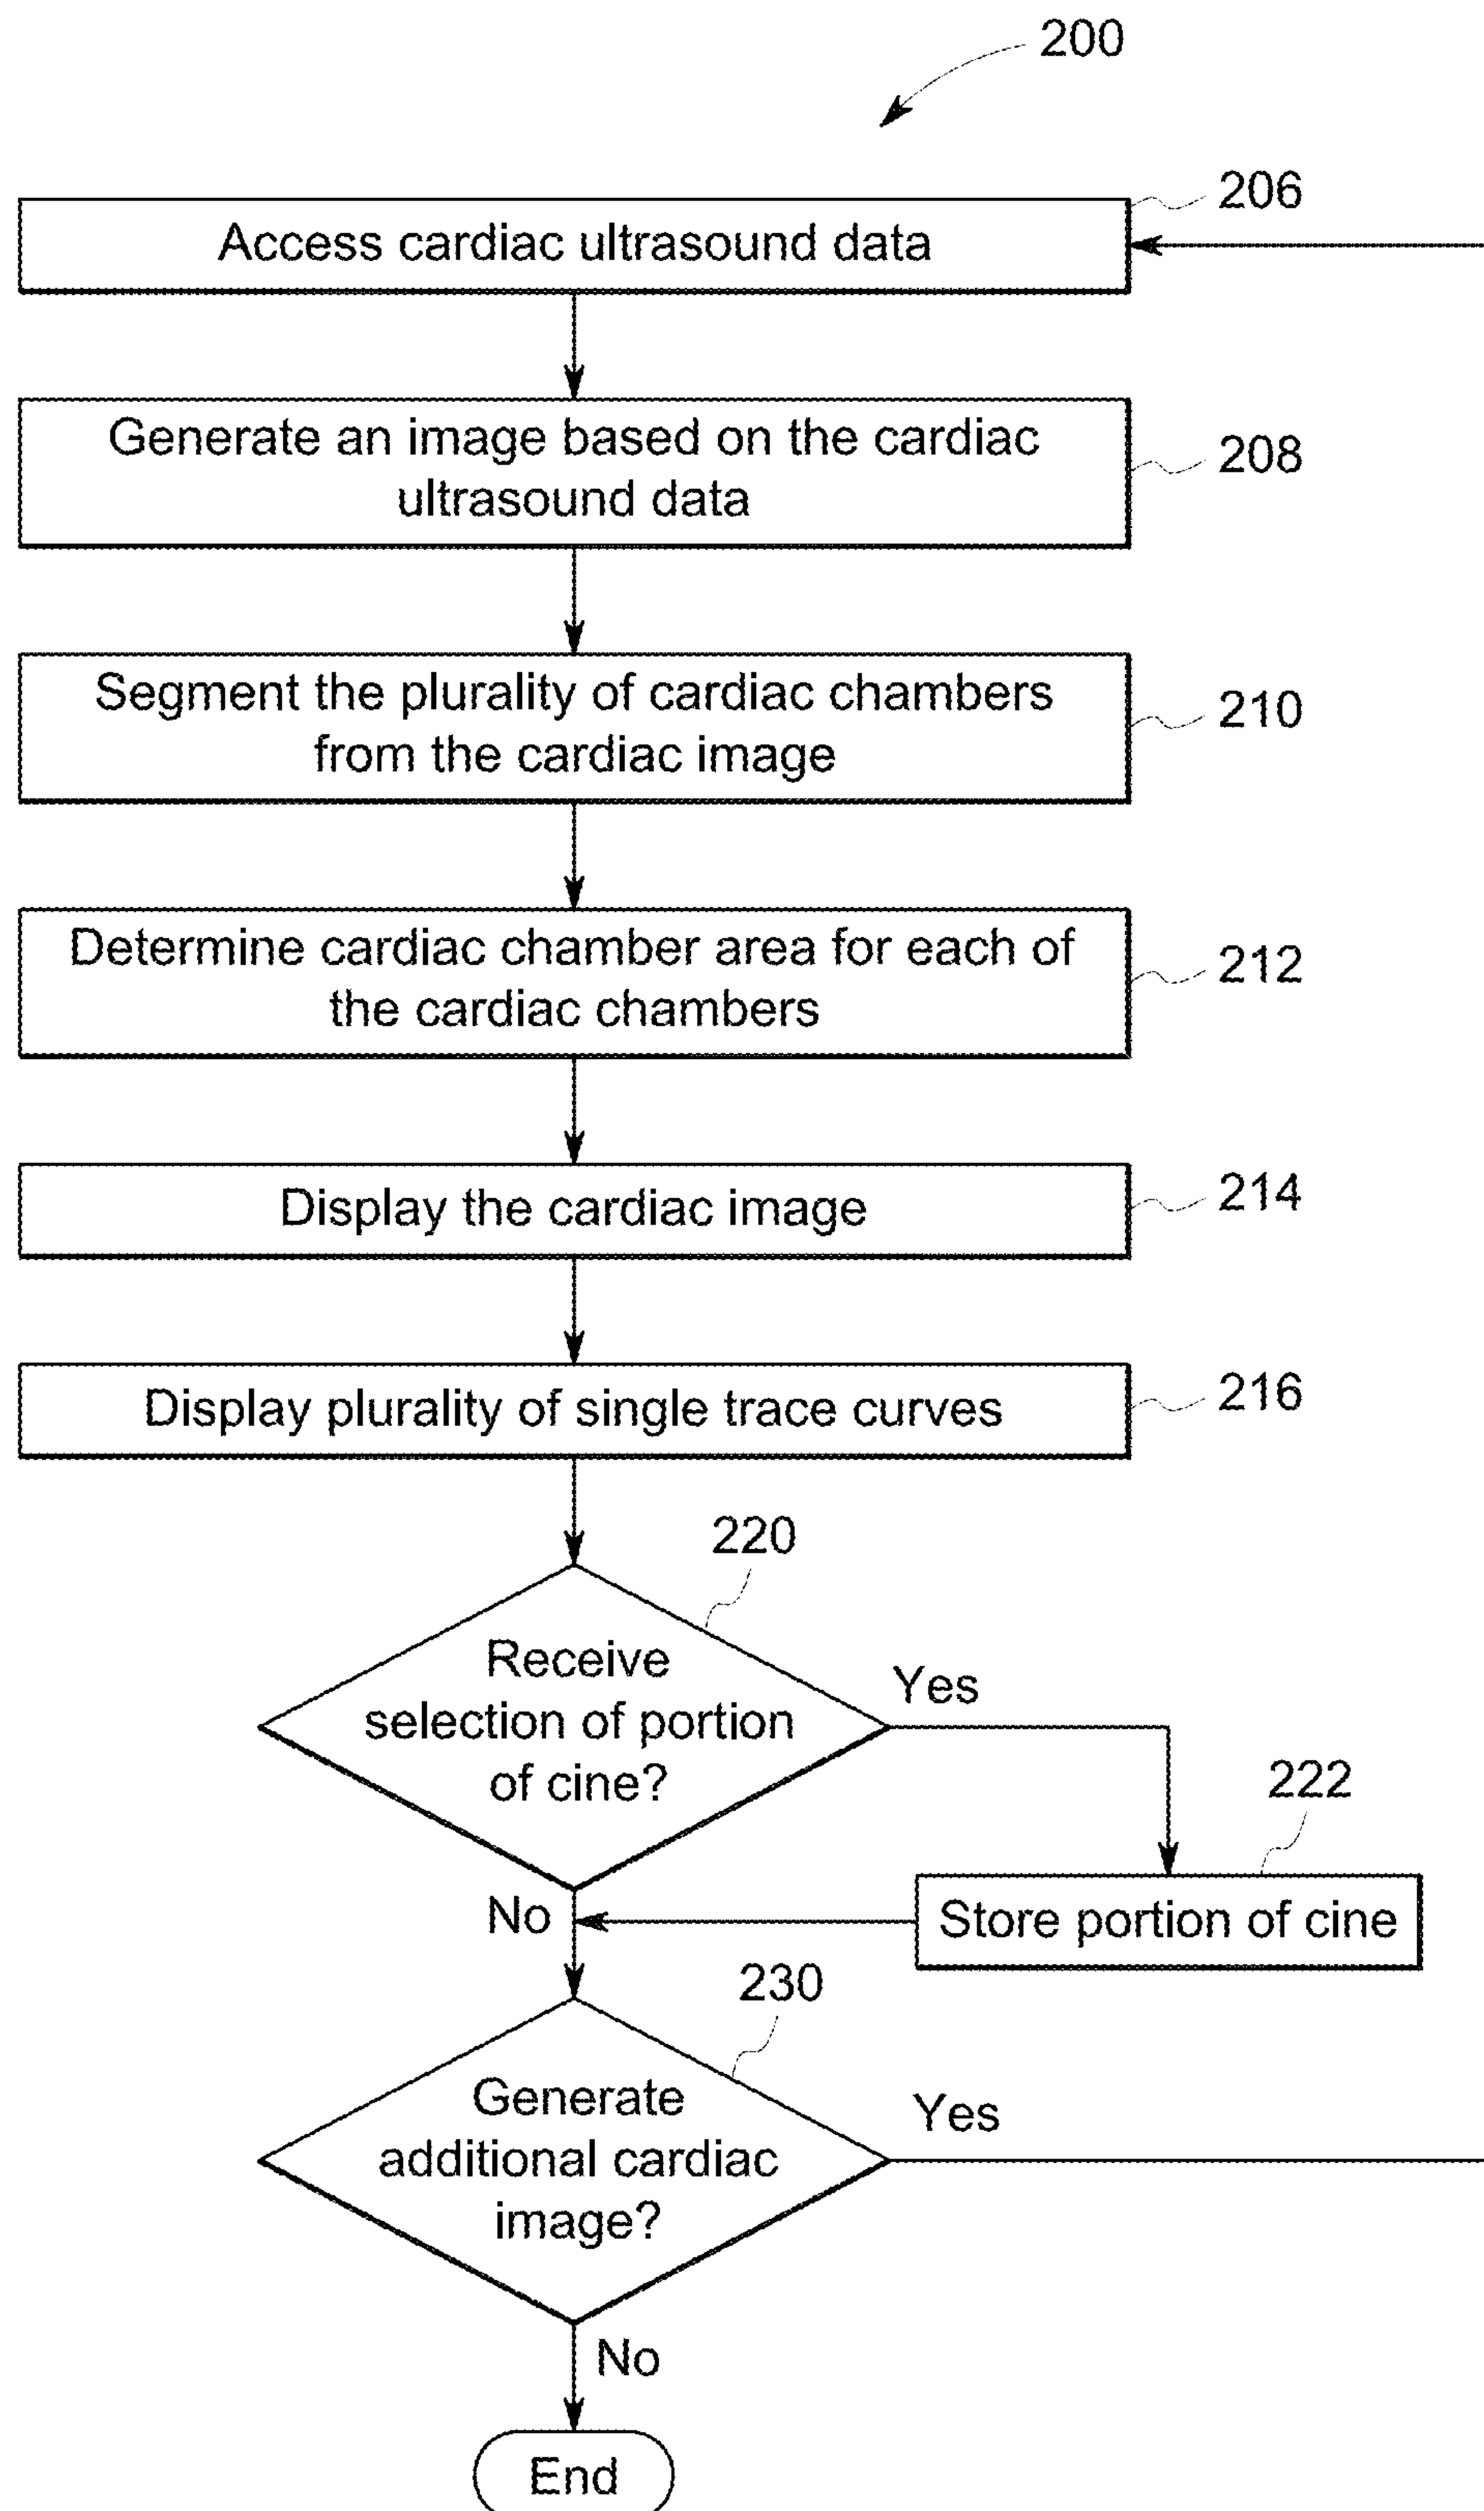 200
206
Access cardiac ultrasound data
Generate an image based on the cardiac
ultrasound data
208
Segment the plurality of cardiac chambers
from the cardiac image
210
Determine cardiac chamber area for each of
the cardiac chambers
212
Display the cardiac image
214
Display plurality of single trace curves
216
220
Receive
selection of portion
of cine?
Yes
222
Store portion of cine
No
230
Generate
additional cardiac
image?
Yes
No
End